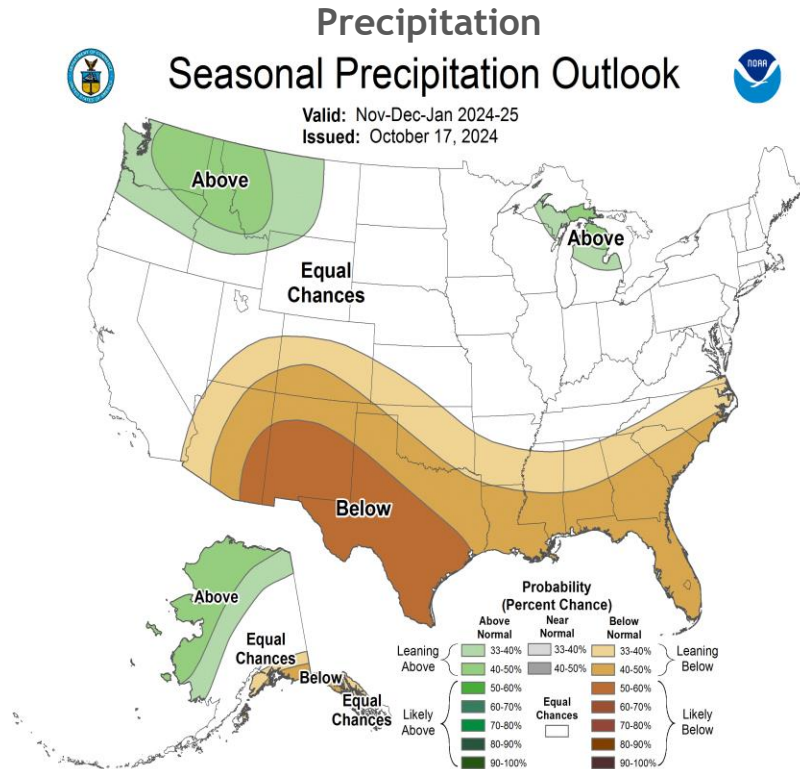 Precipitation
Seasonal Precipitation Outlook
NOAA
Valid: Nov-Dec-Jan 2024-25
Issued: October 17, 2024
Above
Above
Equal
Chances
Below
Above
Equal
Chances
Below
Equal
Chances
Probability
(Percent Chance)
Above
Normal
Near
Normal
Below
Normal
Leaning
Above
33-40% 33-40% 33-40%
40-50% 40-50% 40-50%
Leaning
Below
Likely
Above
50-60% 50-60%
60-70% 60-70%
70-80% 70-80%
80-90% 80-90%
90-100% 90-100%
Equal
Chances
Likely
Below